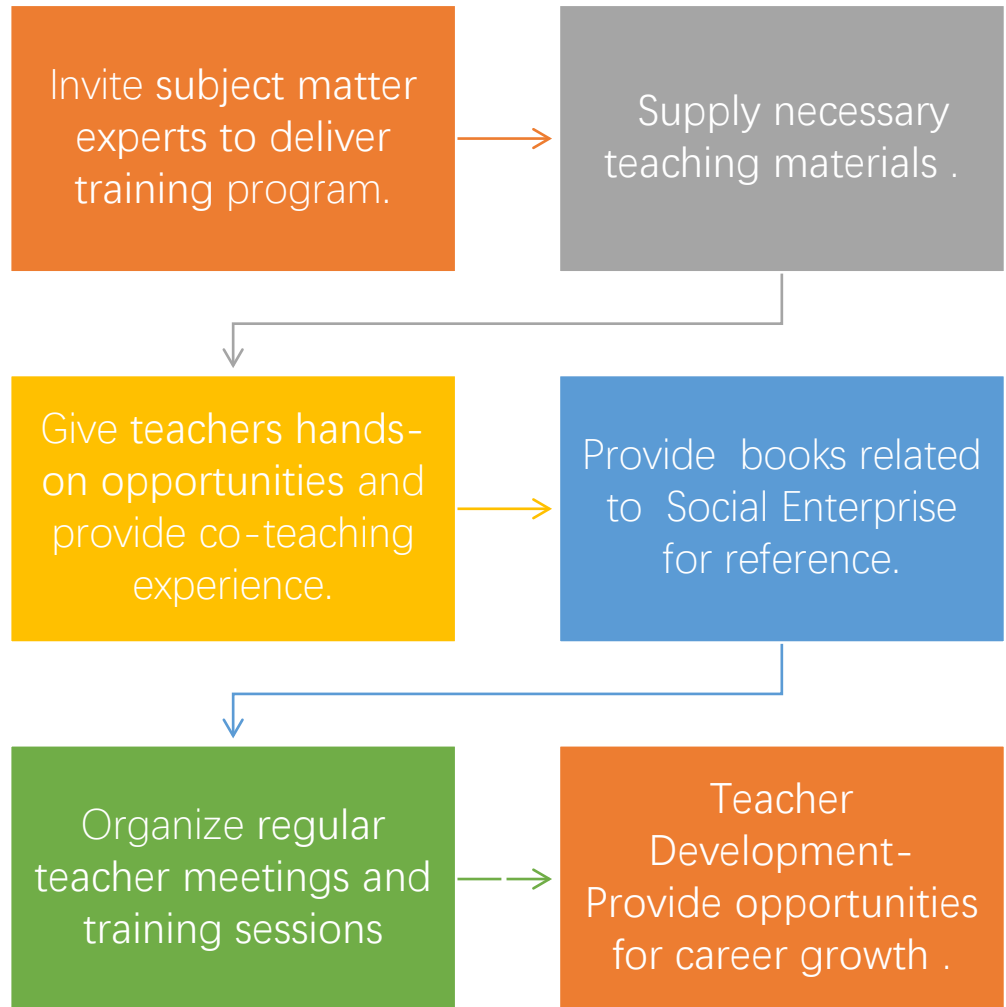 Invite subject matter
experts to deliver
training program.
Supply necessary
teaching materials .
Give teachers hands-
on opportunities and
provide co-teaching
experience.
Provide  books related
to  Social Enterprise
for reference.
Organize regular
teacher meetings and
training sessions
Teacher
Development-
Provide opportunities
for career growth .